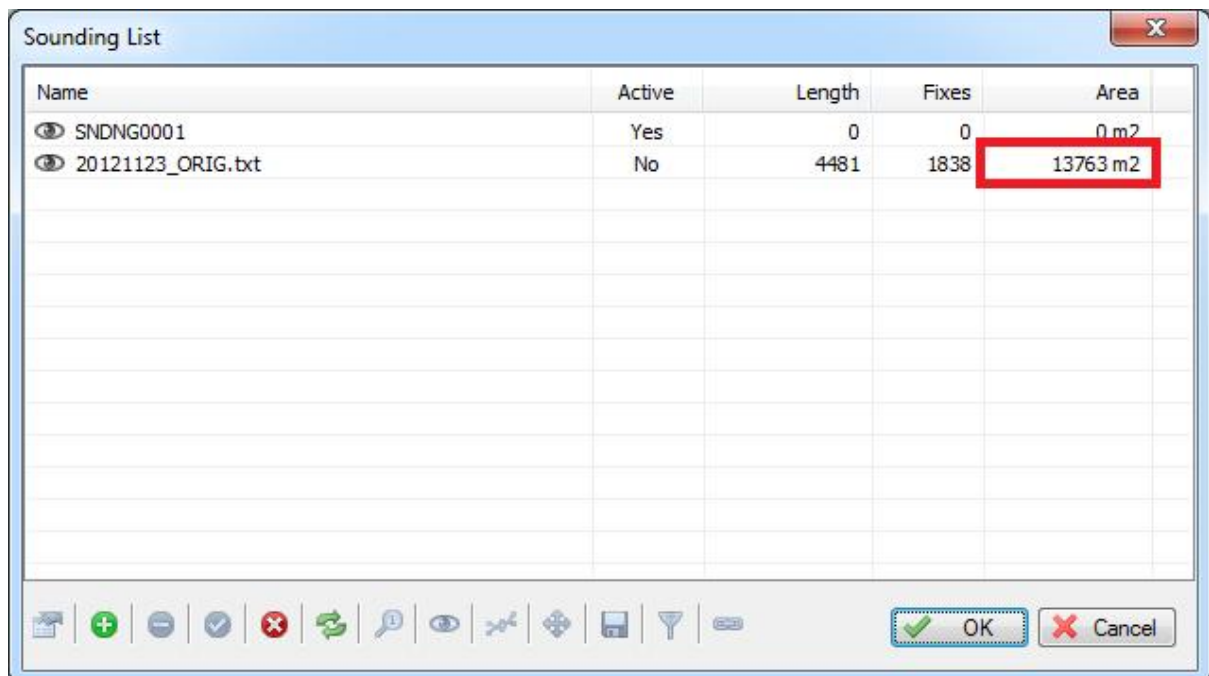 Sounding List
Name Active Length Fixes Area
SNDNG0001 Yes 0 0 0 m2
20121123_ORIG.txt No 4481 1838 13763 m2
OK Cancel